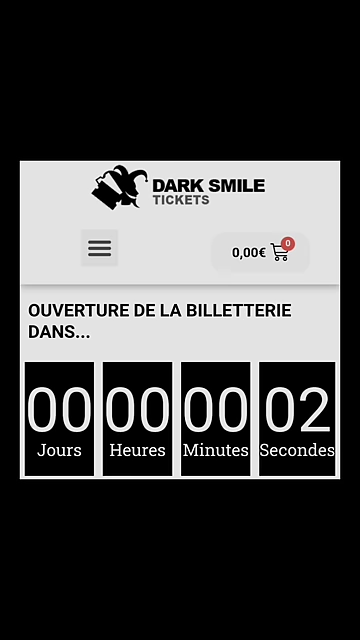 DARK SMILE
TICKETS
0,00€ 0
OUVERTURE DE LA BILLETTERIE
DANS...
00 00 00 02
Jours Heures Minutes Secondes